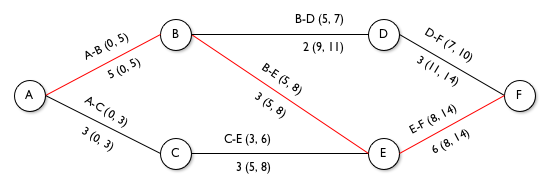 B-D (5, 7)
B
D
2 (9, 11)
A-B (0, 5)
5 (0, 5)
D-F (7, 10)
3 (11, 14)
B-E (5, 8)
3 (5, 8)
A
F
A-C (0, 3)
3 (0, 3)
E-F (8, 14)
6 (8, 14)
C-E (3, 6)
C
E
3 (5, 8)